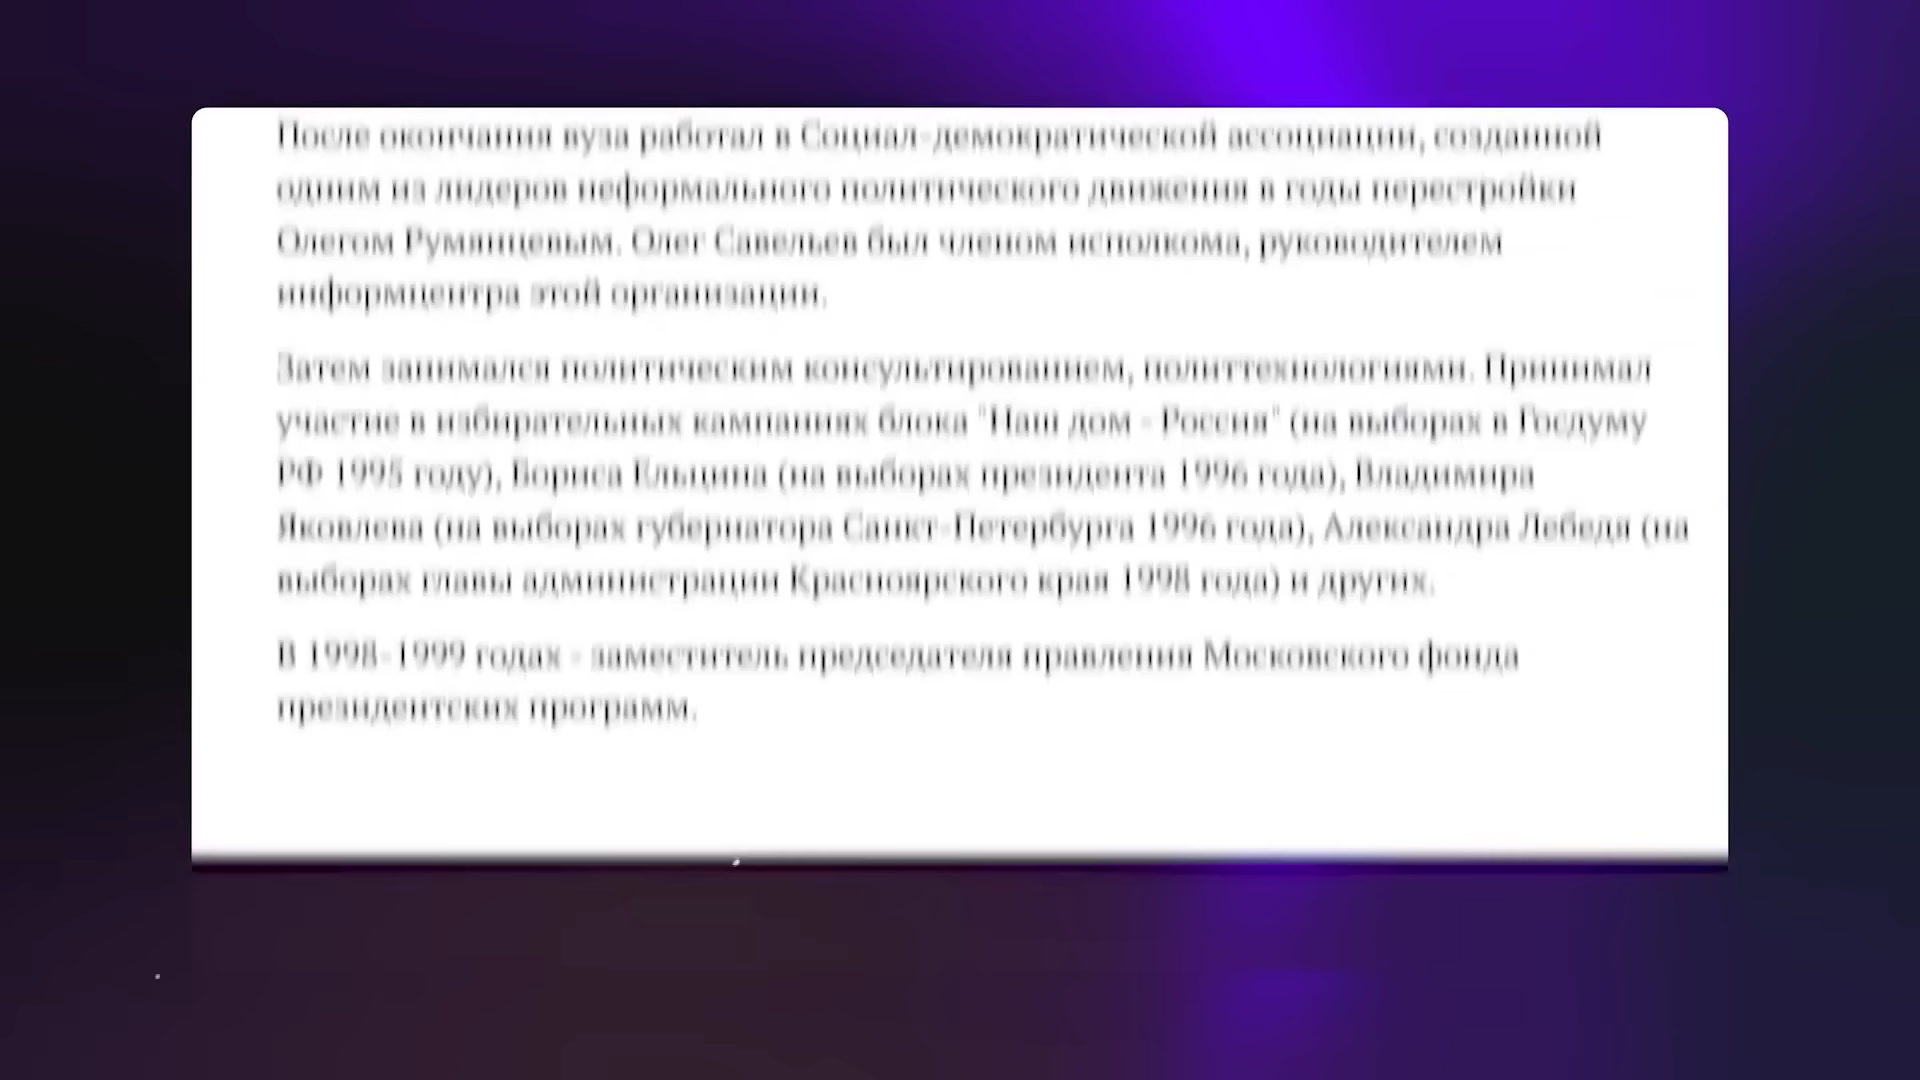 После окончания вуза работал в Социал-демократической ассоциации, созданной
одним из лидеров неформального политического движения в годы перестройки
Олегом Румянцевым. Олег Савельев был членом исполкома, руководителем
информцентра этой организации.
Затем занимался политическим консультированием, политтехнологиями. Принимал
участие в избирательных кампаниях блока "Наш дом - Россия" (на выборах в Госдуму
РФ 1995 году), Бориса Ельцина (на выборах президента 1996 года), Владимира
Яковлева (на выборах губернатора Санкт-Петербурга 1996 года), Александра Лебедя (на
выборах главы администрации Красноярского края 1998 года) и других.
В 1998-1999 годах - заместитель председателя правления Московского фонда
президентских программ.